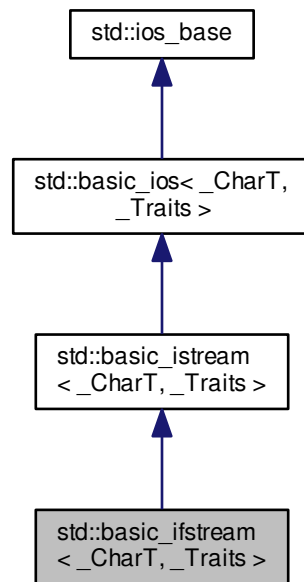 std::ios_base
std::basic_ios< _CharT,
_Traits >
std::basic_istream
< _CharT, _Traits >
std::basic_ifstream
< _CharT, _Traits >